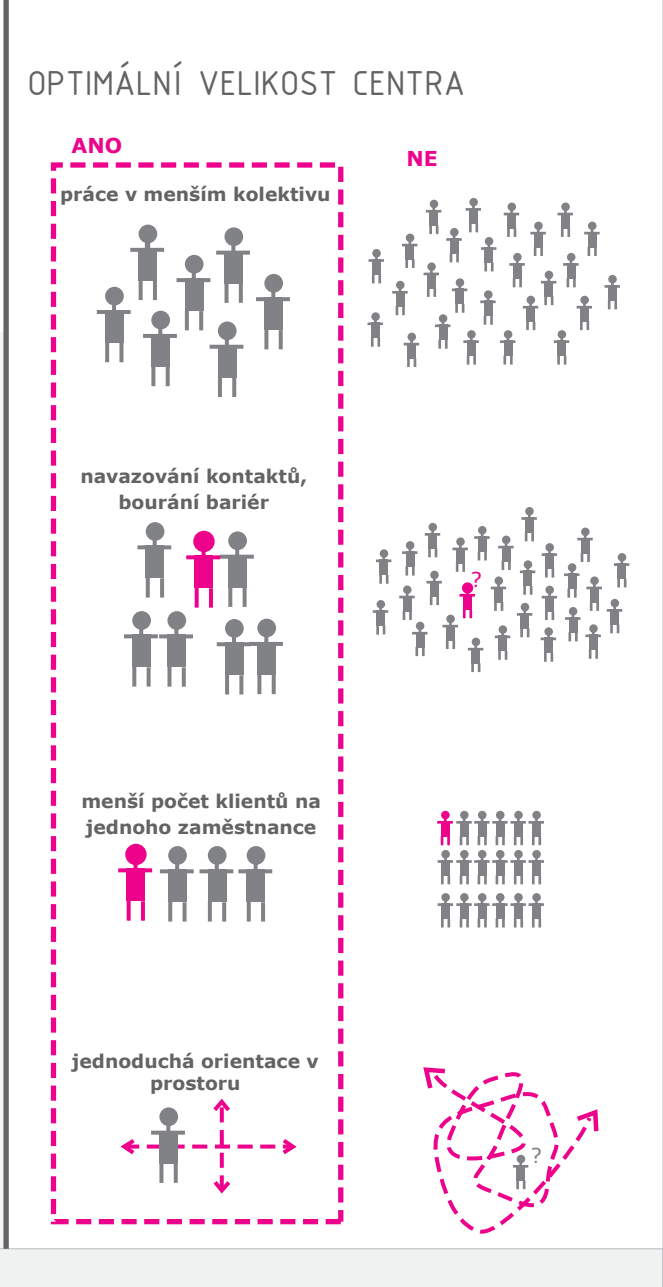 OPTIMÁLNÍ VELIKOST CENTRA
ANO
NE
práce v menším kolektivu
navazování kontaktů,
bourání bariér
?
menší počet klientů na
jednoho zaměstnance
jednoduchá orientace v
prostoru
?